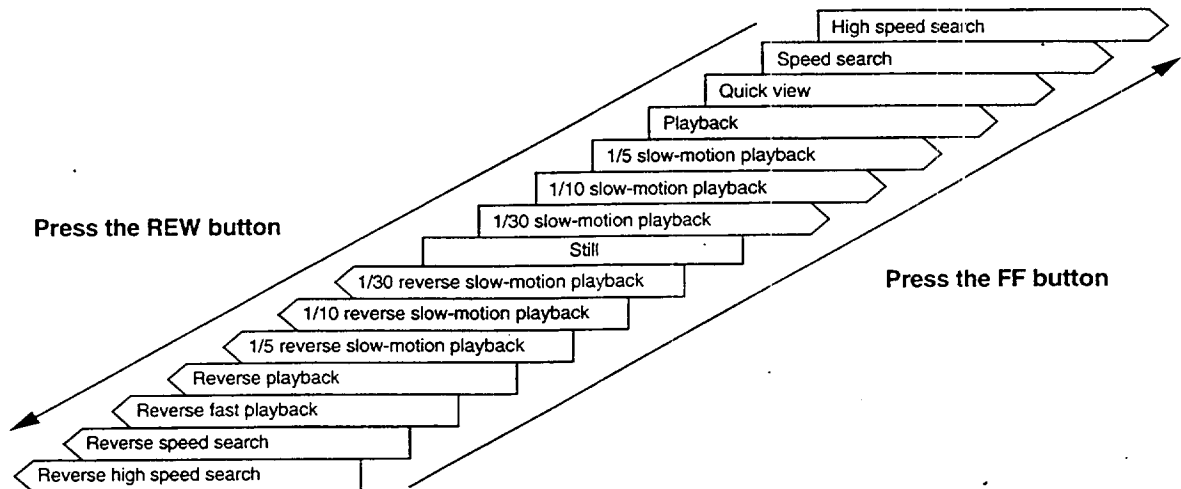 High speed search
Speed search
Quick view
Playback
1/5 slow-motion playback
1/10 slow-motion playback
1/30 slow-motion playback
Press the REW button
Still
1/30 reverse slow-motion playback
Press the FF button
1/10 reverse slow-motion playback
1/5 reverse slow-motion playback
Reverse playback
Reverse fast playback
Reverse speed search
Reverse high speed search